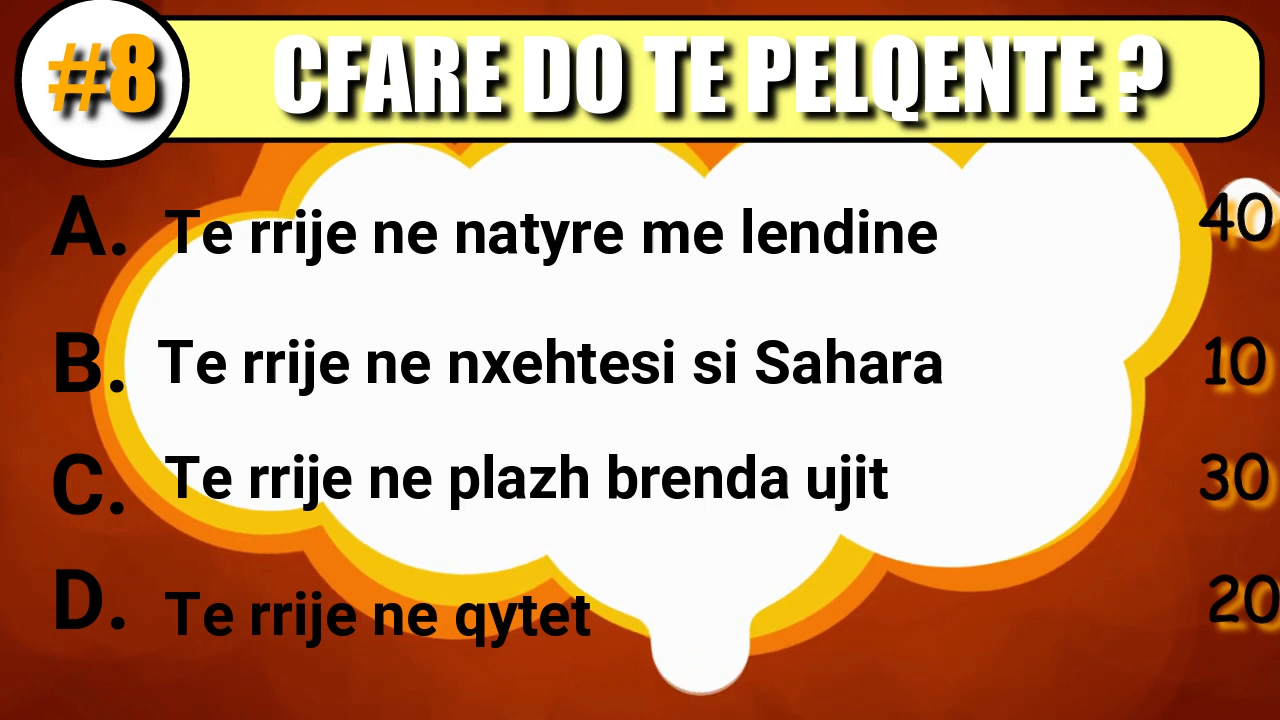 #8 CFARE DO TE PELQENTE ?
A. Te rrije ne natyre me lendine 40
B. Te rrije ne nxehtesi si Sahara 10
C. Te rrije ne plazh brenda ujit 30
D. Te rrije ne qytet 20